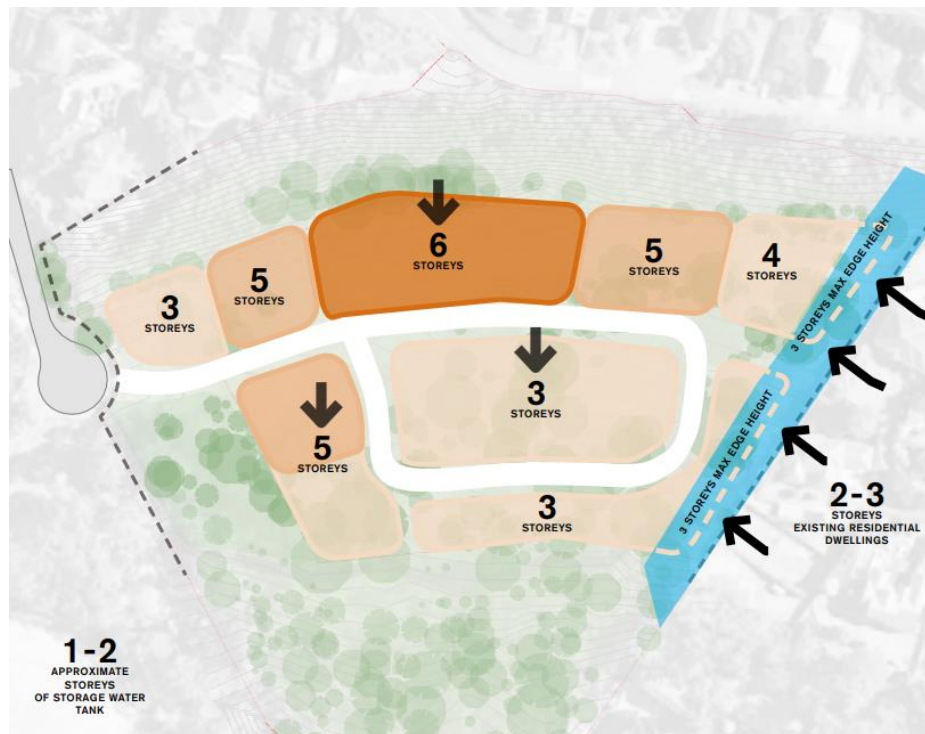 6
STOREYS
5
STOREYS
4
STOREYS
5
STOREYS
3
STOREYS
3 STOREYS MAX EDGE HEIGHT
3
STOREYS
5
STOREYS
3 STOREYS MAX EDGE HEIGHT
3
STOREYS
2-3
STOREYS
EXISTING RESIDENTIAL
DWELLINGS
1-2
APPROXIMATE
STOREYS
OF STORAGE WATER
TANK